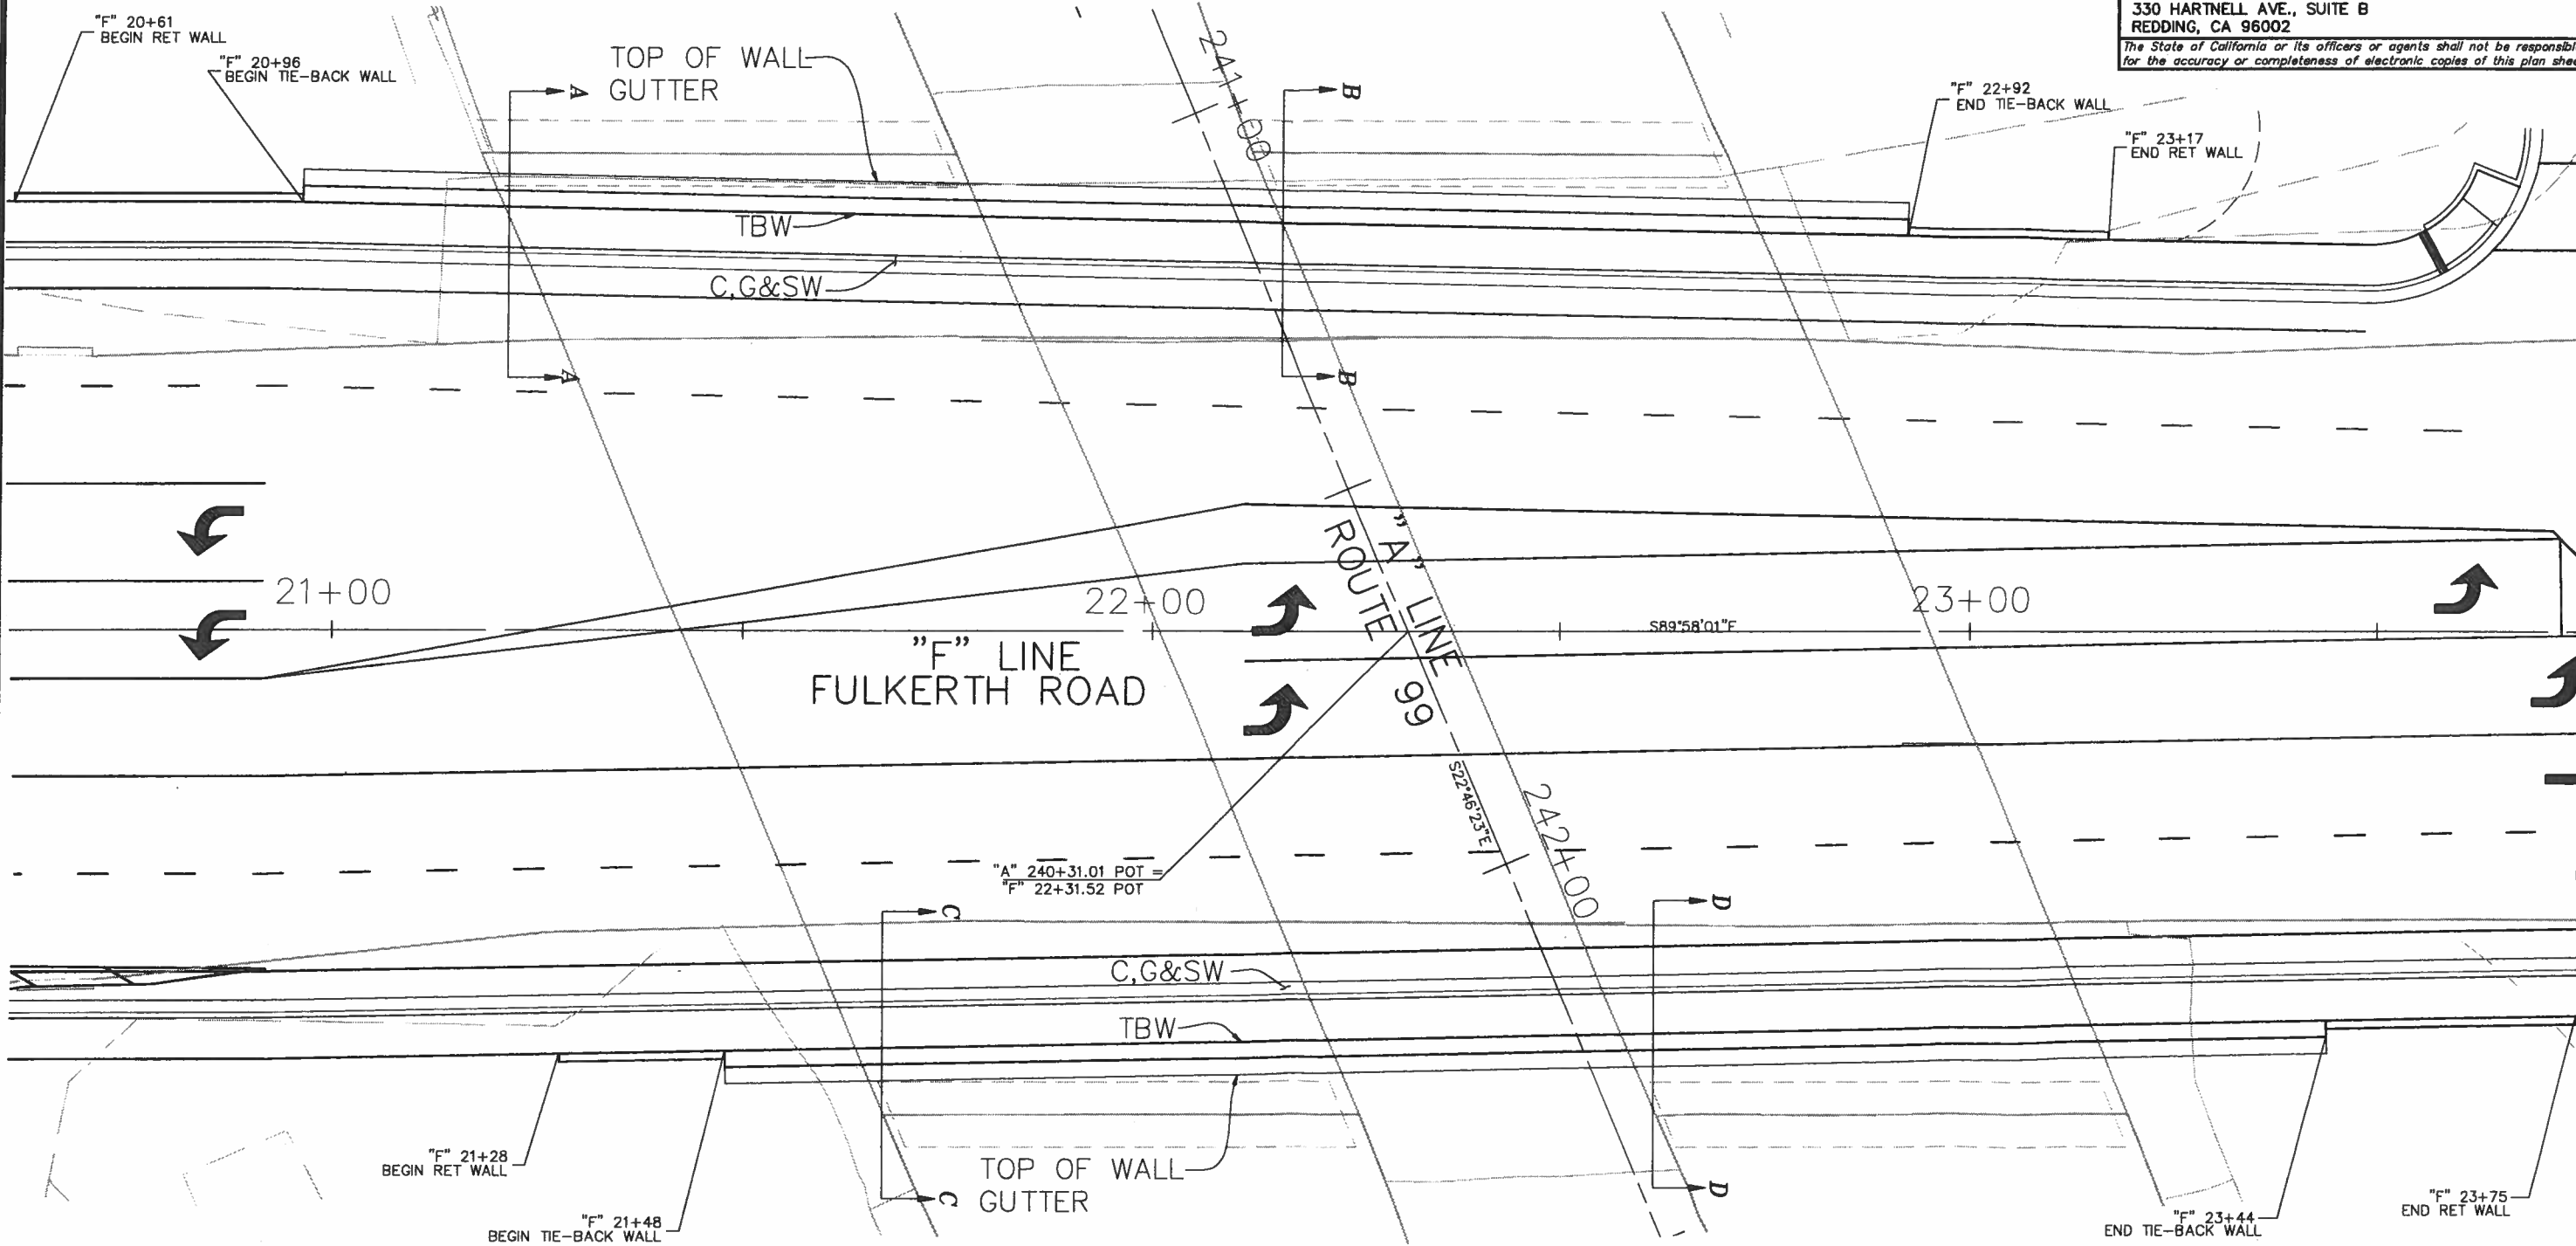 330 HARTNELL AVE., SUITE B
REDDING, CA 96002
The State of California or its officers or agents shall not be responsible
for the accuracy or completeness of electronic copies of this plan
"F" 20+61
BEGIN RET WALL
"F" 20+96
BEGIN TIE-BACK WALL
TOP OF WALL
GUTTER
A
B
241+00
"F" 22+92
END TIE-BACK WALL
"F" 23+17
END RET WALL
TBW
C,G&SW
A
B
21+00
22+00
23+00
"A" LINE
ROUTE 99
S89°58'01"E
"F" LINE
FULKERTH ROAD
S22°46'23"E
242+00
"A" 240+31.01 POT =
"F" 22+31.52 POT
C
D
C,G&SW
TBW
"F" 21+28
BEGIN RET WALL
TOP OF WALL
GUTTER
C
D
"F" 21+48
BEGIN TIE-BACK WALL
"F" 23+44
END TIE-BACK WALL
"F" 23+75
END RET WALL